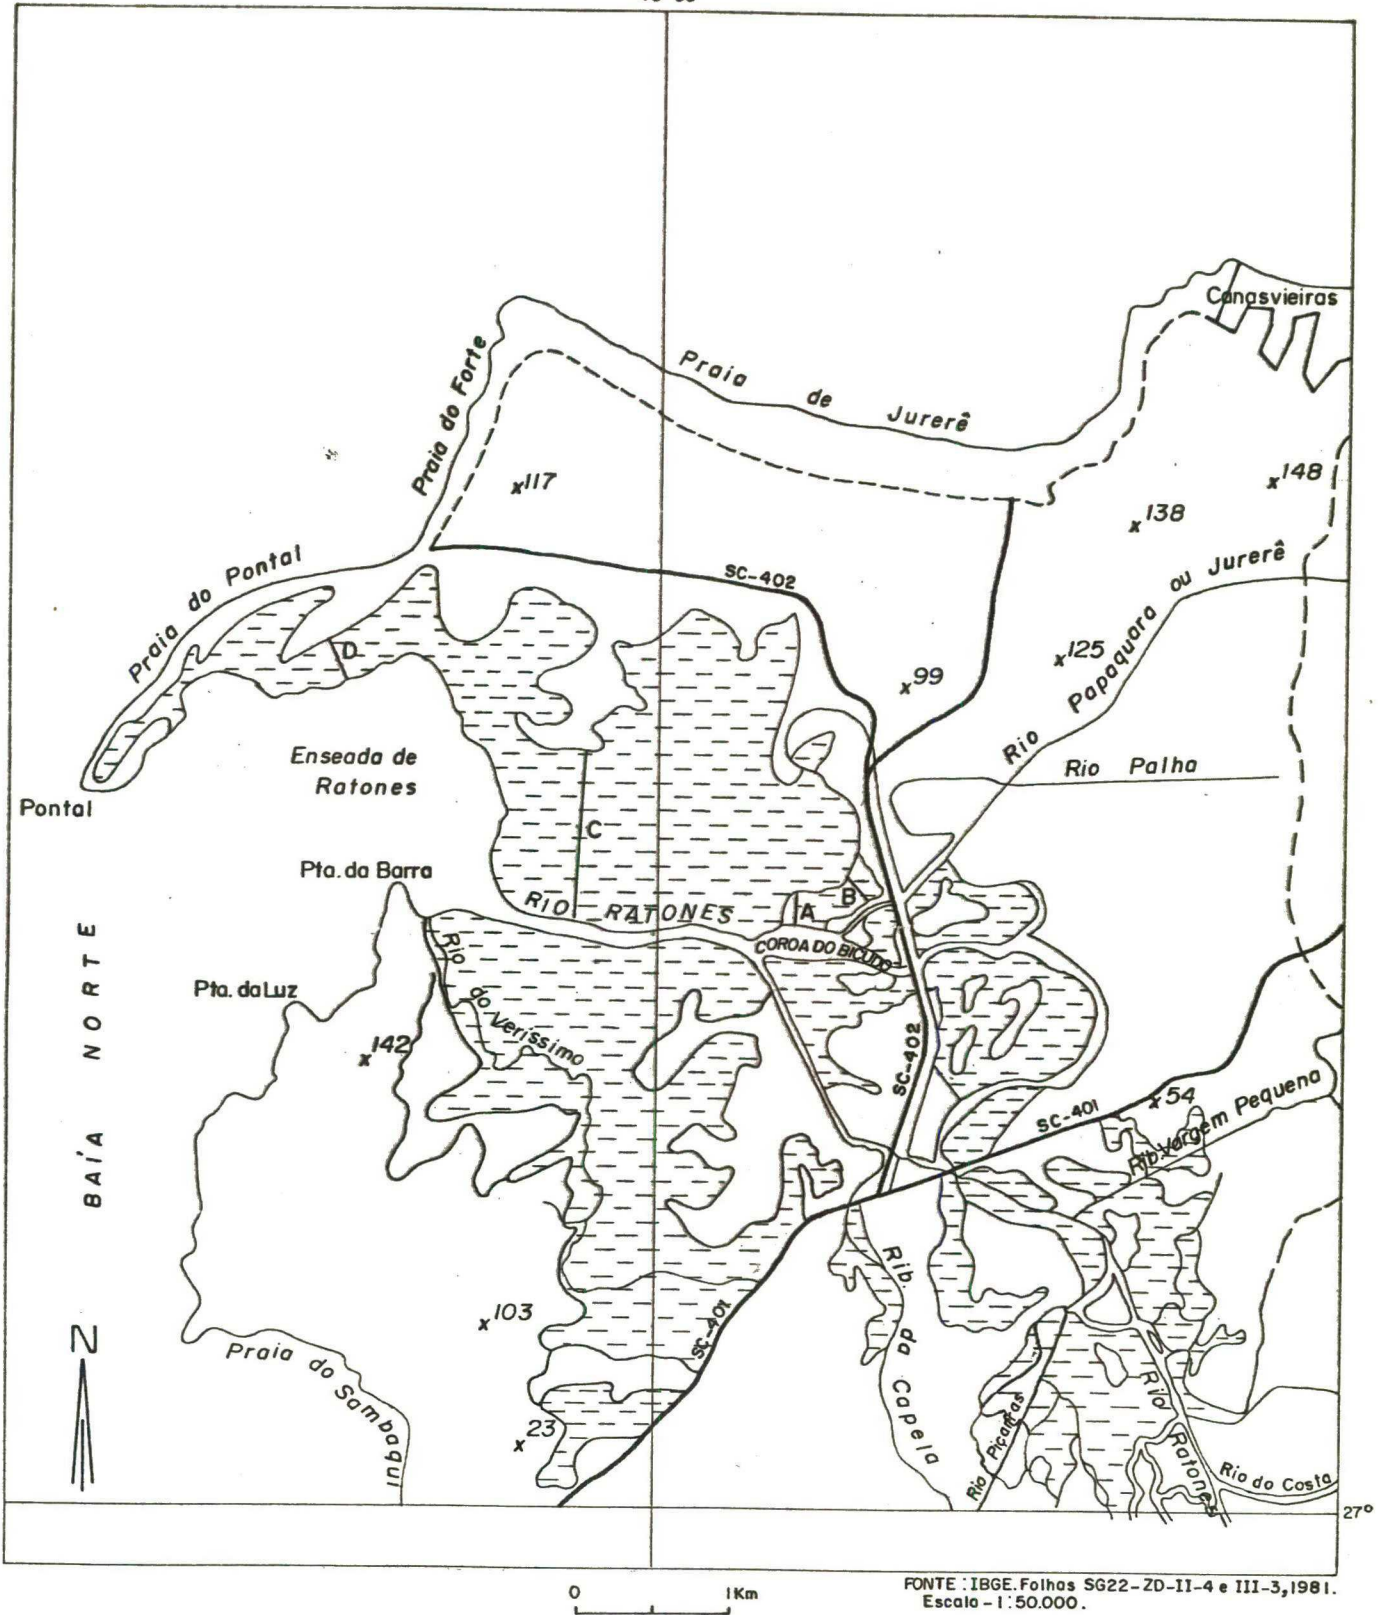 Canasvieiras
Praia de Jurerê
Praia do Forte
x117
x148
x138
Praia do Pontal
SC-402
Rio Papaquara ou Jurerê
x125
D
x99
Enseada de
Ratones
Rio Palha
Pontal
C
Pta. da Barra
B
RIO RATONES
A
COROA DO BICUDO
BAÍA NORTE
Rio do Veríssimo
Pta. da Luz
x142
SC-402
x54
SC-401
Rib. Vargem Pequena
Rib. da Capela
x103
SC-401
N
Praia do Sambaqui
Rio Ratones
x23
Rio Piçarras
Rio da Costa
27°
0 1Km
FONTE: IBGE. Folhas SG22-ZD-II-4 e III-3, 1981.
Escala - 1:50.000.